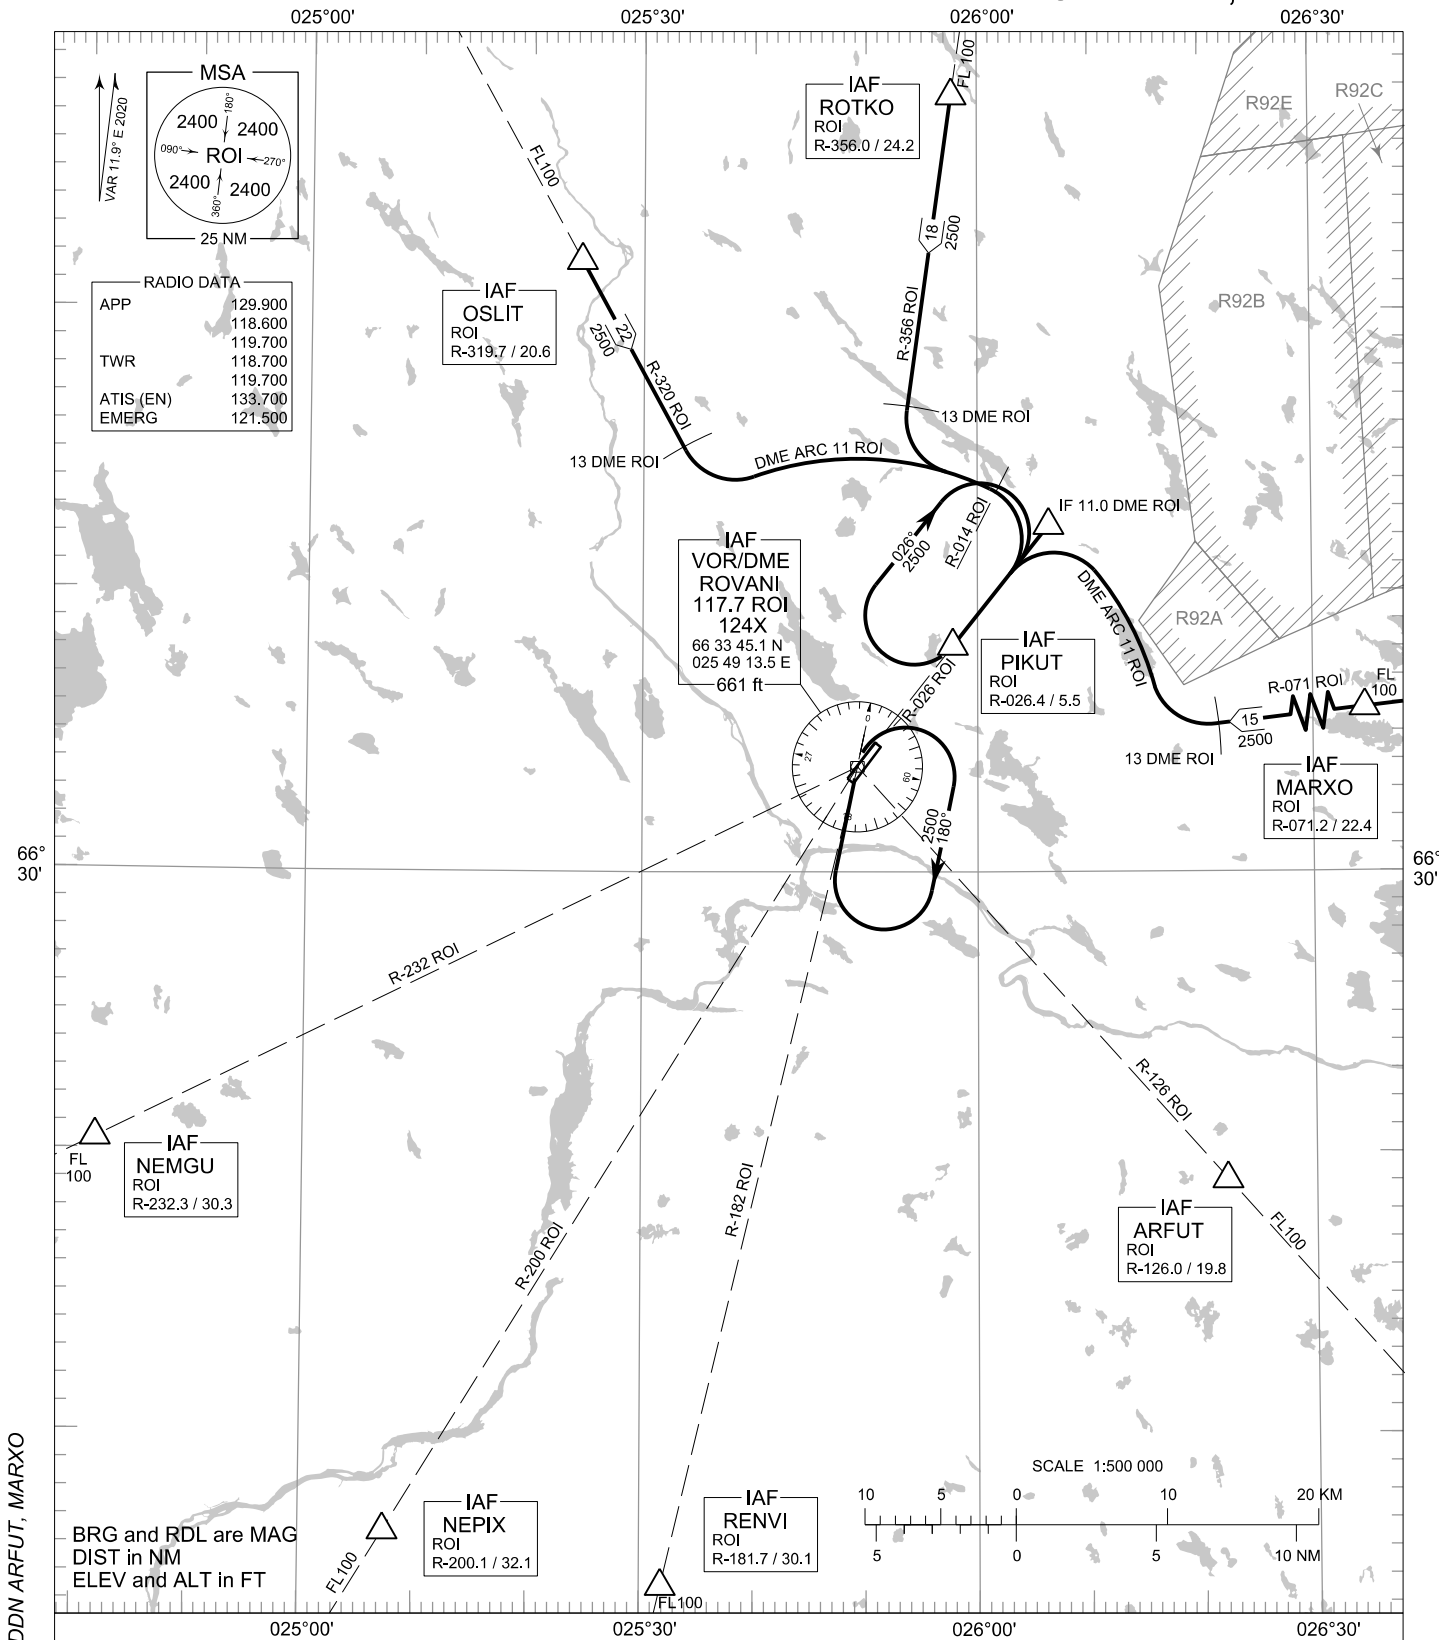 025°00'
025°30'
026°00'
026°30'
VAR 11.9° E 2020
MSA
2400
180°
2400
090°
ROI
270°
2400
360°
2400
25 NM
RADIO DATA
APP 129.900
118.600
119.700
TWR 118.700
119.700
ATIS (EN) 133.700
EMERG 121.500
FL100
IAF
OSLIT
ROI
R-319.7 / 20.6
22
2500
R-320 ROI
13 DME ROI
IAF
ROTKO
ROI
R-356.0 / 24.2
FL 100
18
2500
R-356 ROI
13 DME ROI
DME ARC 11 ROI
R92E
R92C
R92B
R92A
IF 11.0 DME ROI
R-014 ROI
026°
2500
IAF
VOR/DME
ROVANI
117.7 ROI
124X
66 33 45.1 N
025 49 13.5 E
661 ft
IAF
PIKUT
ROI
R-026.4 / 5.5
R-026 ROI
DME ARC 11 ROI
R-071 ROI
FL
100
15
2500
13 DME ROI
IAF
MARXO
ROI
R-071.2 / 22.4
0
27
09
18
2500
180°
66°
30'
66°
30'
R-232 ROI
R-126 ROI
R-182 ROI
R-200 ROI
FL
100
IAF
NEMGU
ROI
R-232.3 / 30.3
IAF
ARFUT
ROI
R-126.0 / 19.8
FL100
SCALE 1:500 000
10 5 0 10 20 KM
5 0 5 10 NM
IAF
NEPIX
ROI
R-200.1 / 32.1
FL100
IAF
RENVI
ROI
R-181.7 / 30.1
FL100
BRG and RDL are MAG
DIST in NM
ELEV and ALT in FT
DDN ARFUT, MARXO
025°00'
025°30'
026°00'
026°30'